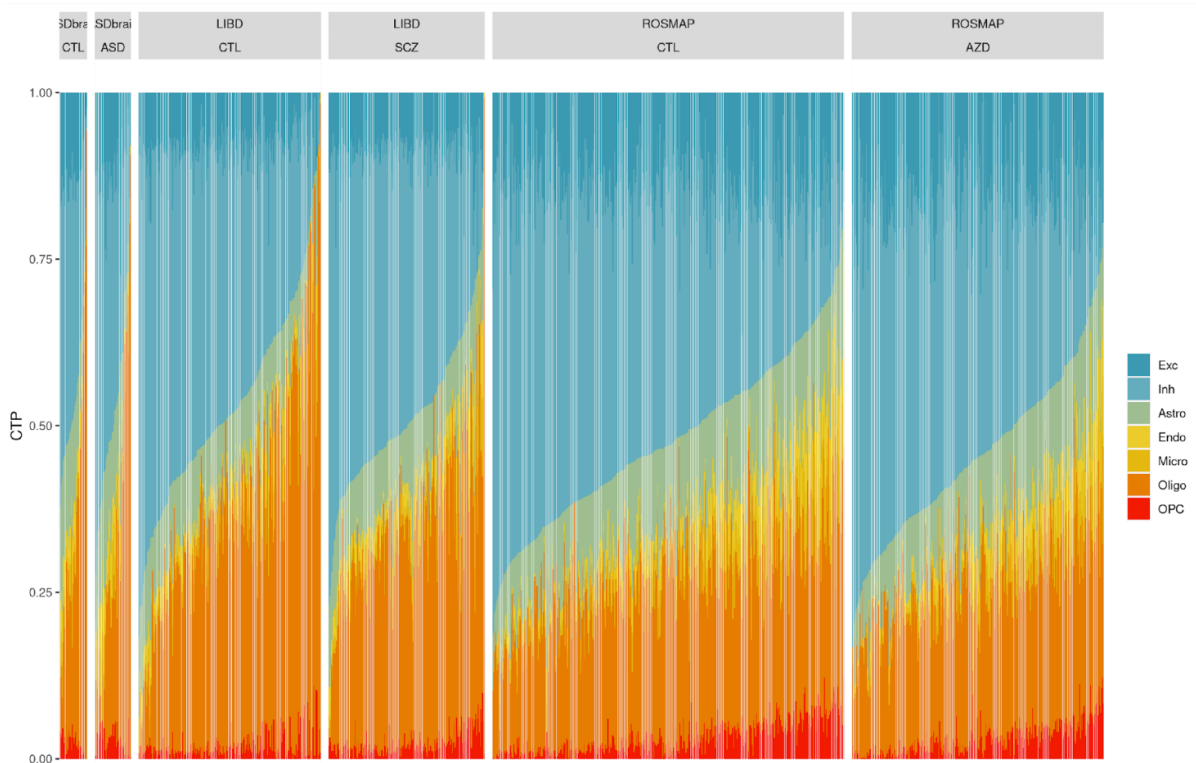 SDbra
SDbrai
LIBD
LIBD
ROSMAP
ROSMAP
CTL
ASD
CTL
SCZ
CTL
AZD
1.00
0.75
0.50
0.25
0.00
CTP
Exc
Inh
Astro
Endo
Micro
Oligo
OPC